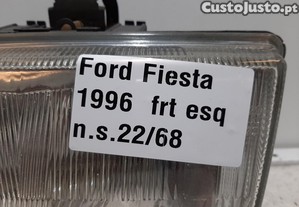 Custojusto.pt
Ford Fiesta
1996 frt esq
n.s.22/68